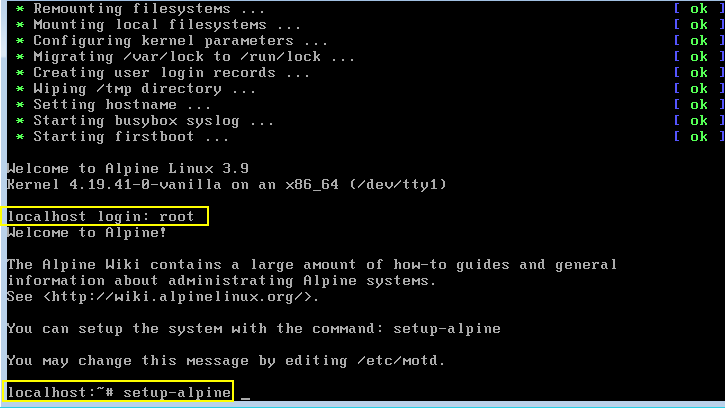 * Remounting filesystems ... [ ok ]
* Mounting local filesystems ... [ ok ]
* Configuring kernel parameters ... [ ok ]
* Migrating /var/lock to /run/lock ... [ ok ]
* Creating user login records ... [ ok ]
* Wiping /tmp directory ... [ ok ]
* Setting hostname ... [ ok ]
* Starting busybox syslog ... [ ok ]
* Starting firstboot ... [ ok ]
Welcome to Alpine Linux 3.9
Kernel 4.19.41-0-vanilla on an x86_64 (/dev/tty1)
localhost login: root
Welcome to Alpine!
The Alpine Wiki contains a large amount of how-to guides and general
information about administrating Alpine systems.
See <http://wiki.alpinelinux.org/>.
You can setup the system with the command: setup-alpine
You may change this message by editing /etc/motd.
localhost:~# setup-alpine _